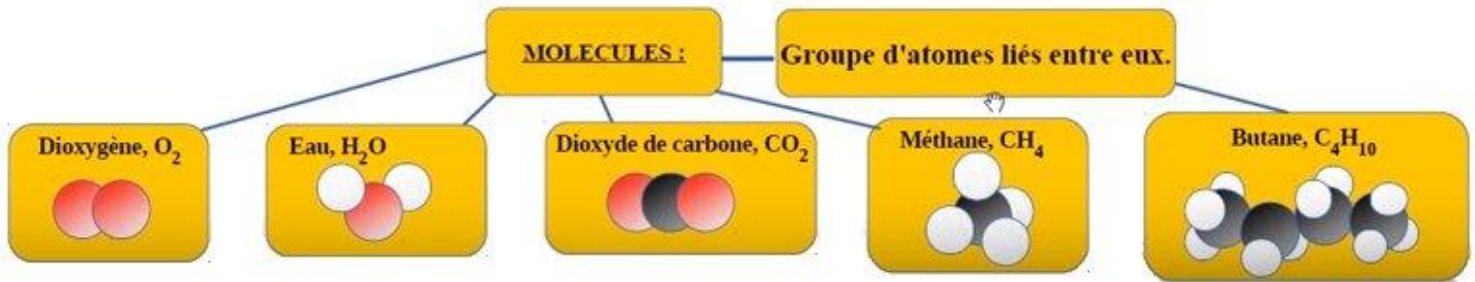 MOLECULES :
Groupe d'atomes liés entre eux.
Dioxygène, O₂
Eau, H₂O
Dioxyde de carbone, CO₂
Méthane, CH₄
Butane, C₄H₁₀